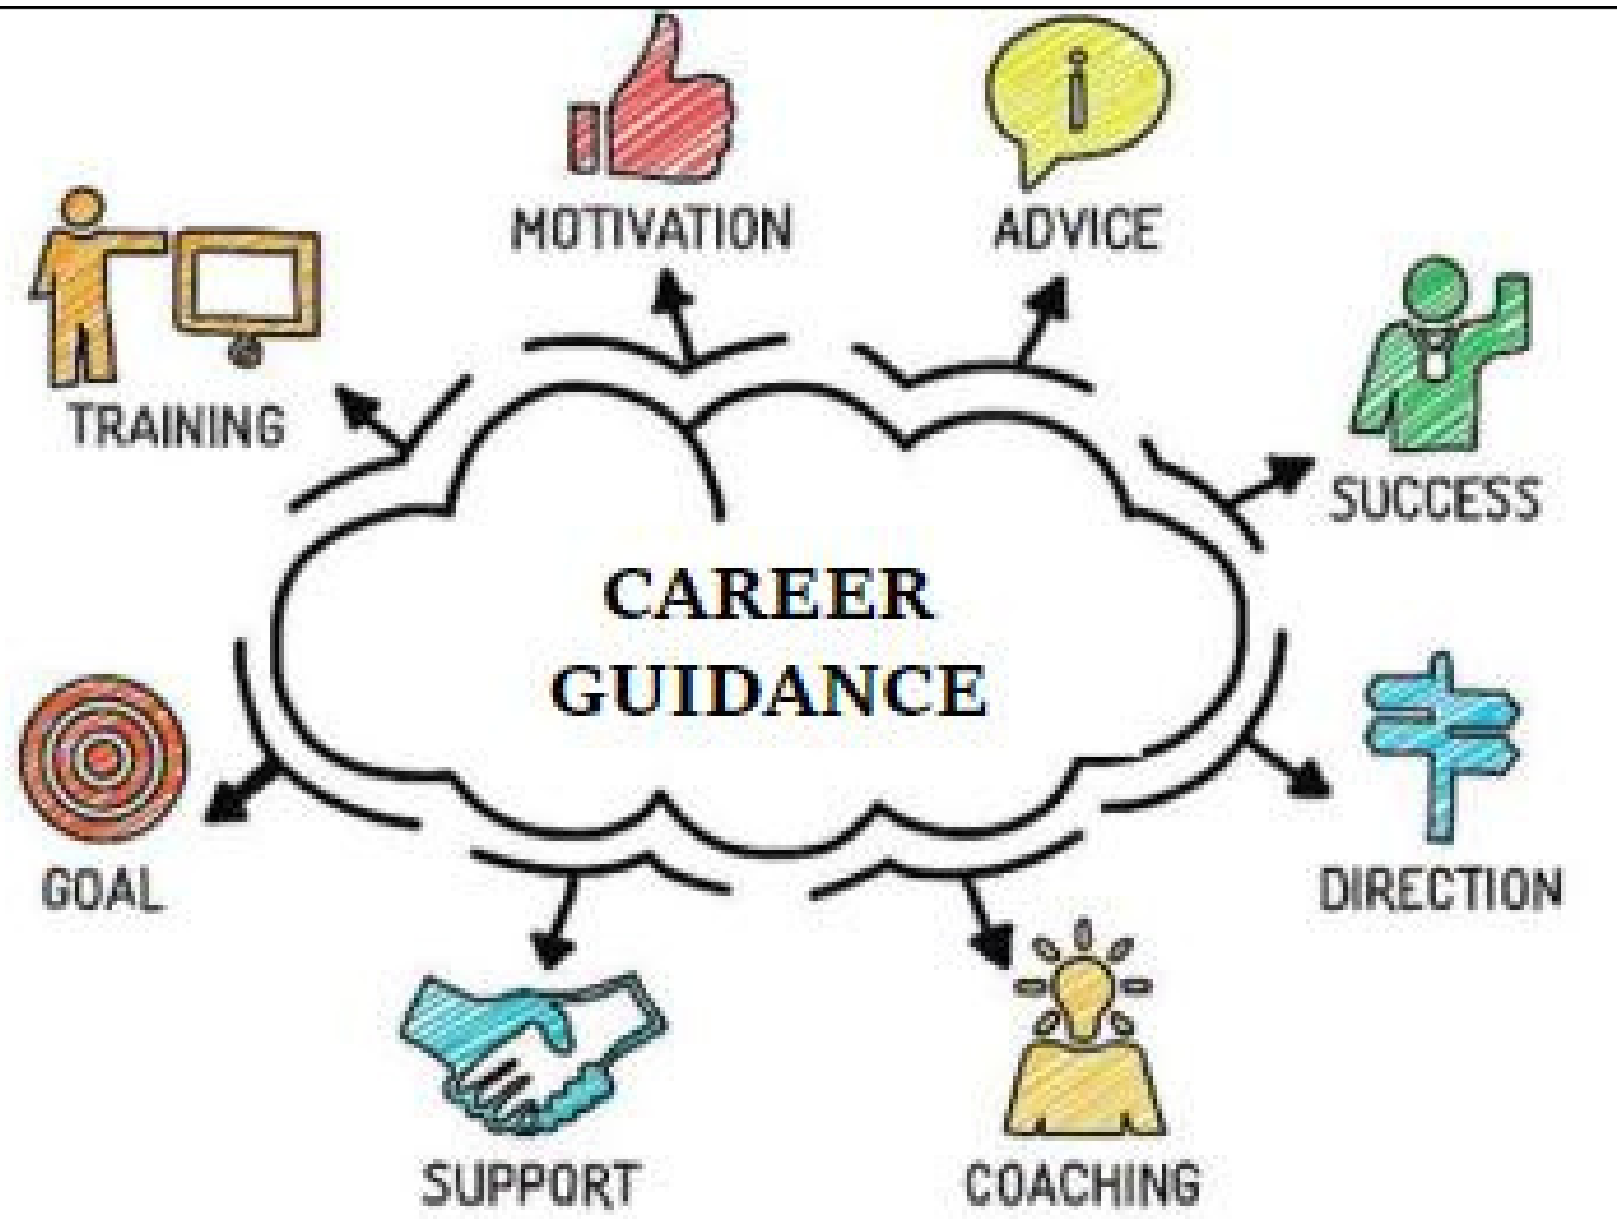 MOTIVATION
ADVICE
TRAINING
SUCCESS
CAREER
GUIDANCE
GOAL
DIRECTION
SUPPORT
COACHING